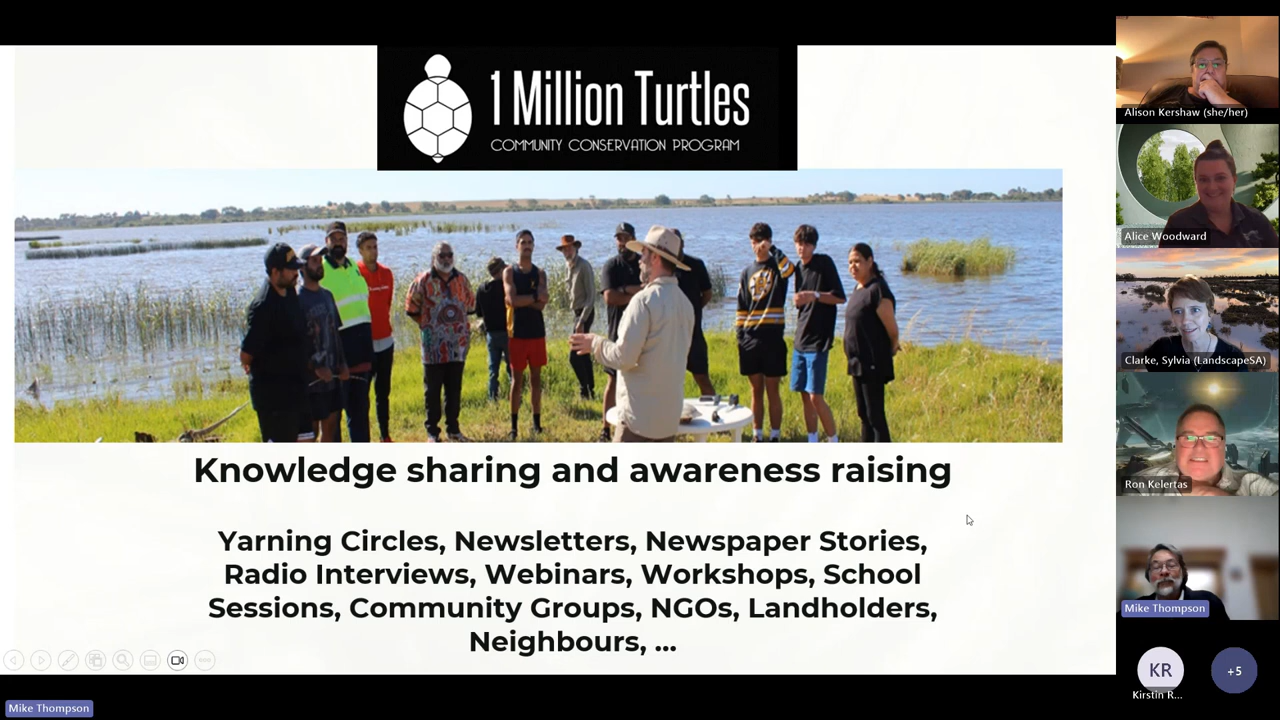 1 Million Turtles
COMMUNITY CONSERVATION PROGRAM
Knowledge sharing and awareness raising
Yarning Circles, Newsletters, Newspaper Stories,
Radio Interviews, Webinars, Workshops, School
Sessions, Community Groups, NGOs, Landholders,
Neighbours, ...
Mike Thompson
Alison Kershaw (she/her)
Alice Woodward
Clarke, Sylvia (LandscapeSA)
Ron Kelertas
Mike Thompson
KR
Kirstin R...
+5